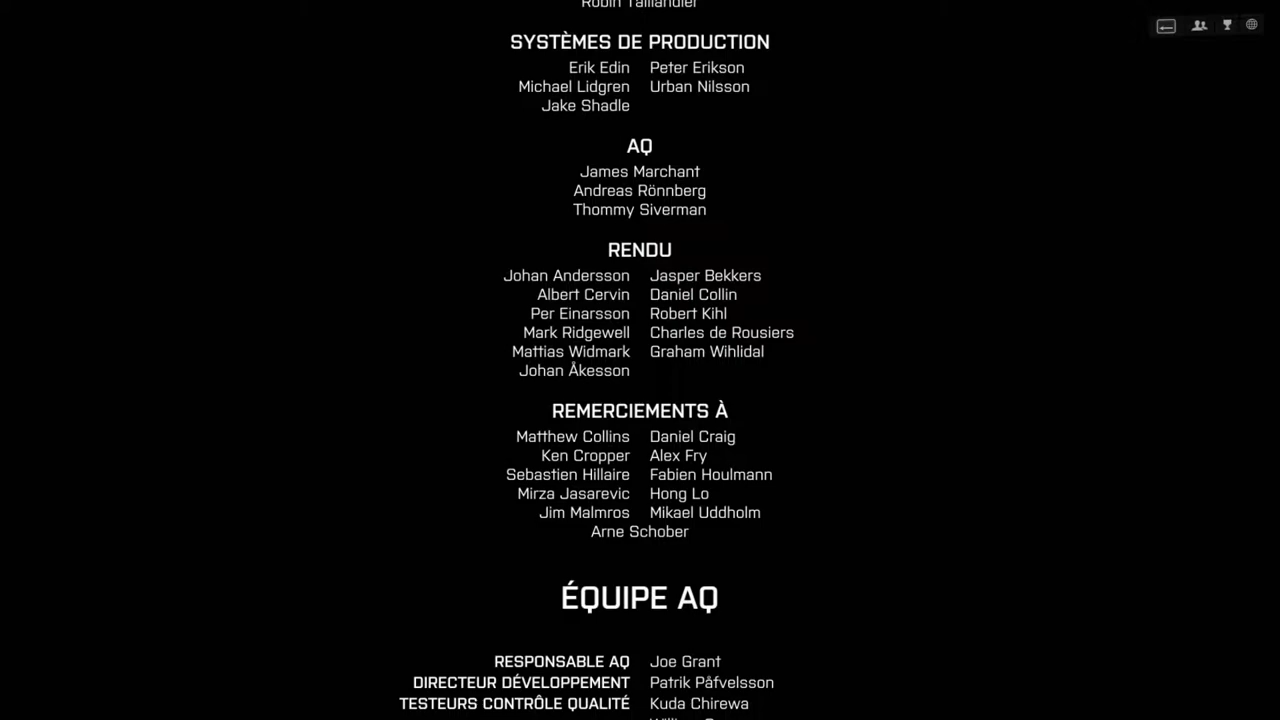 Robin Taillandier
SYSTÈMES DE PRODUCTION
Erik Edin Peter Erikson
Michael Lidgren Urban Nilsson
Jake Shadle
AQ
James Marchant
Andreas Rönnberg
Thommy Siverman
RENDU
Johan Andersson Jasper Bekkers
Albert Cervin Daniel Collin
Per Einarsson Robert Kihl
Mark Ridgewell Charles de Rousiers
Mattias Widmark Graham Wihlidal
Johan Åkesson
REMERCIEMENTS À
Matthew Collins Daniel Craig
Ken Cropper Alex Fry
Sebastien Hillaire Fabien Houlmann
Mirza Jasarevic Hong Lo
Jim Malmros Mikael Uddholm
Arne Schober
ÉQUIPE AQ
RESPONSABLE AQ Joe Grant
DIRECTEUR DÉVELOPPEMENT Patrik Påfvelsson
TESTEURS CONTRÔLE QUALITÉ Kuda Chirewa